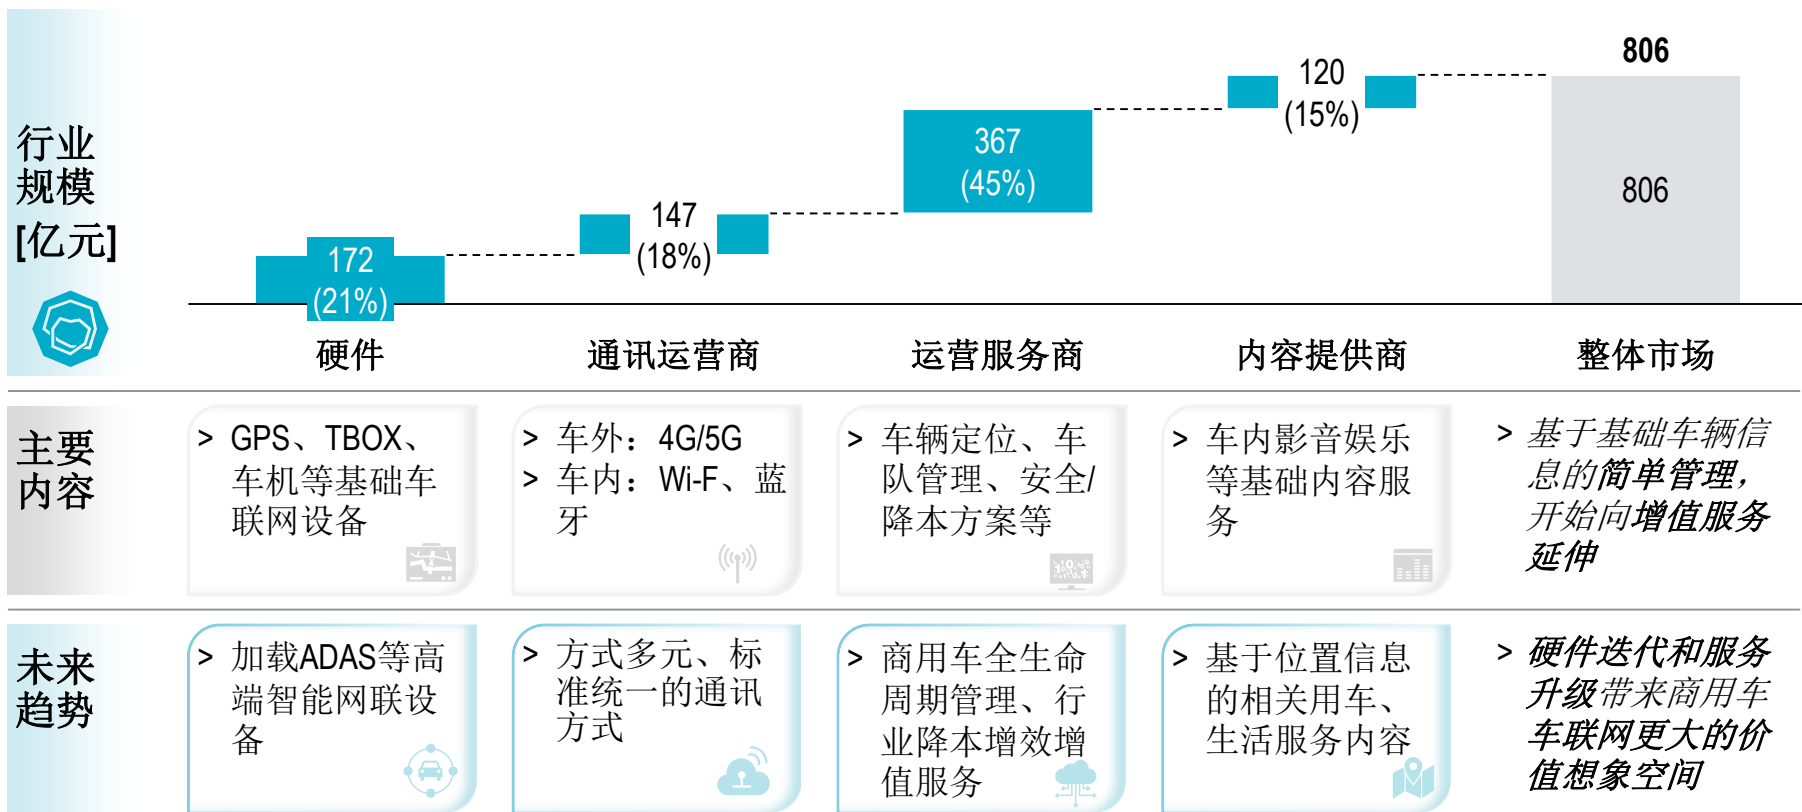 行业
规模
[亿元]
172
(21%)
147
(18%)
367
(45%)
120
(15%)
806
806
硬件
通讯运营商
运营服务商
内容提供商
整体市场
主要
内容
> GPS、TBOX、
车机等基础车
联网设备
> 车外：4G/5G
> 车内：Wi-F、蓝
牙
> 车辆定位、车
队管理、安全/
降本方案等
> 车内影音娱乐
等基础内容服
务
> 基于基础车辆信
息的简单管理，
开始向增值服务
延伸
未来
趋势
> 加载ADAS等高
端智能网联设
备
> 方式多元、标
准统一的通讯
方式
> 商用车全生命
周期管理、行
业降本增效增
值服务
> 基于位置信息
的相关用车、
生活服务内容
> 硬件迭代和服务
升级带来商用车
车联网更大的价
值想象空间